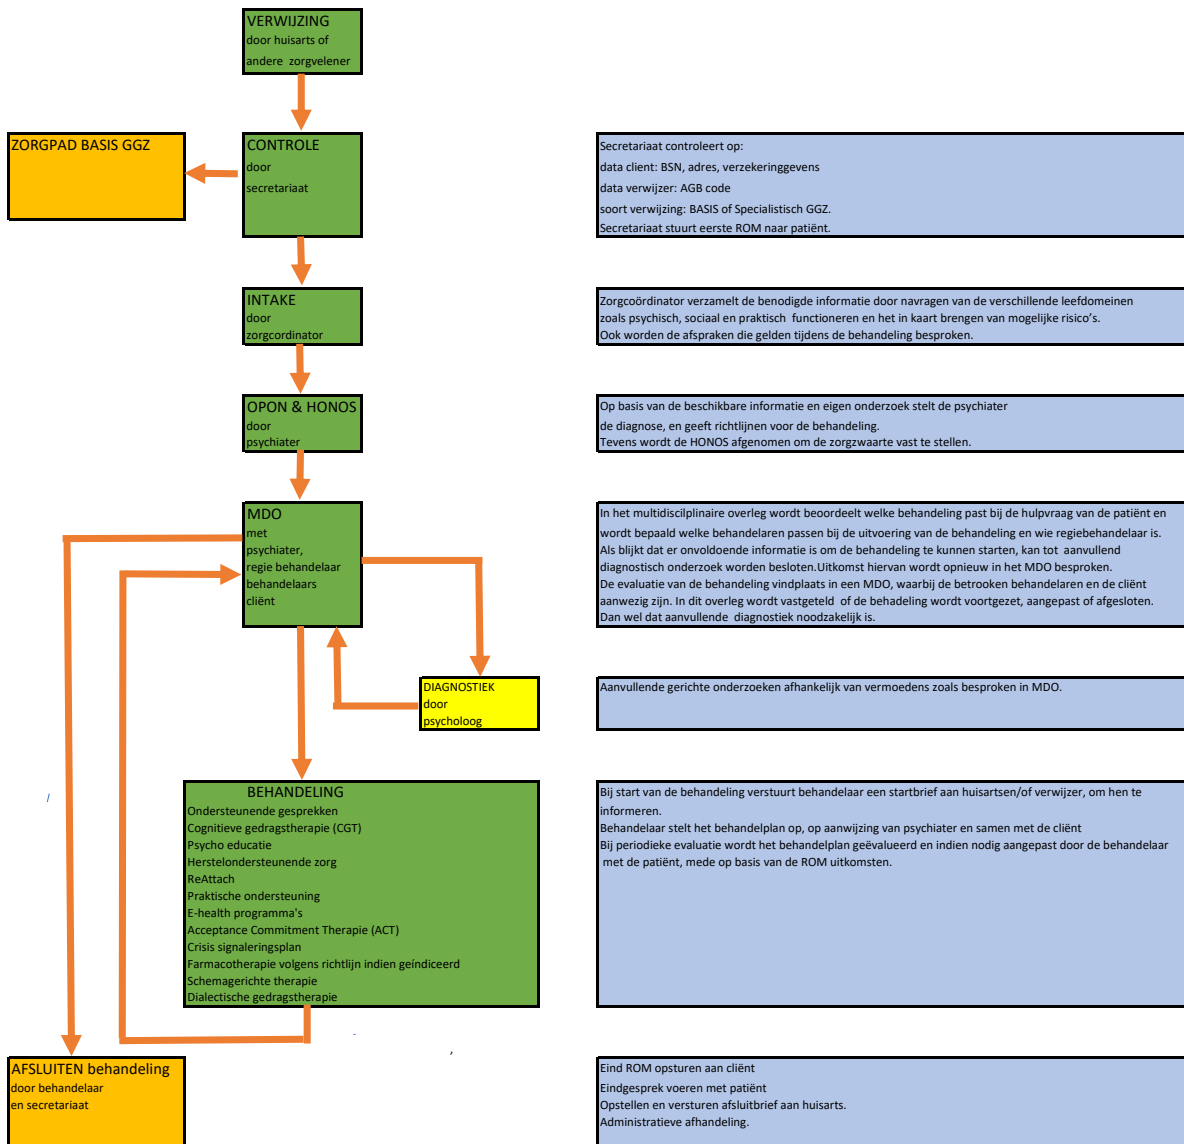 VERWIJZING
door huisarts of
andere zorgvelener
ZORGPAD BASIS GGZ
CONTROLE
door
secretariaat
Secretariaat controleert op:
data client: BSN, adres, verzekeringgevens
data verwijzer: AGB code
soort verwijzing: BASIS of Specialistisch GGZ.
Secretariaat stuurt eerste ROM naar patiënt.
INTAKE
door
zorgcordinator
Zorgcoördinator verzamelt de benodigde informatie door navragen van de verschillende leefdomeinen
zoals psychisch, sociaal en praktisch functioneren en het in kaart brengen van mogelijke risico's.
Ook worden de afspraken die gelden tijdens de behandeling besproken.
OPON & HONOS
door
psychiater
Op basis van de beschikbare informatie en eigen onderzoek stelt de psychiater
de diagnose, en geeft richtlijnen voor de behandeling.
Tevens wordt de HONOS afgenomen om de zorgzwaarte vast te stellen.
MDO
met
psychiater,
regie behandelaar
behandelaars
cliënt
In het multidiscilplinaire overleg wordt beoordeelt welke behandeling past bij de hulpvraag van de patiënt en
wordt bepaald welke behandelaren passen bij de uitvoering van de behandeling en wie regiebehandelaar is.
Als blijkt dat er onvoldoende informatie is om de behandeling te kunnen starten, kan tot aanvullend
diagnostisch onderzoek worden besloten.Uitkomst hiervan wordt opnieuw in het MDO besproken.
De evaluatie van de behandeling vindplaats in een MDO, waarbij de betrooken behandelaren en de cliënt
aanwezig zijn. In dit overleg wordt vastgeteld of de behadeling wordt voortgezet, aangepast of afgesloten.
Dan wel dat aanvullende diagnostiek noodzakelijk is.
DIAGNOSTIEK
door
psycholoog
Aanvullende gerichte onderzoeken afhankelijk van vermoedens zoals besproken in MDO.
BEHANDELING
Ondersteunende gesprekken
Cognitieve gedragstherapie (CGT)
Psycho educatie
Herstelondersteunende zorg
ReAttach
Praktische ondersteuning
E-health programma's
Acceptance Commitment Therapie (ACT)
Crisis signaleringsplan
Farmacotherapie volgens richtlijn indien geíndiceerd
Schemagerichte therapie
Dialectische gedragstherapie
Bij start van de behandeling verstuurt behandelaar een startbrief aan huisartsen/of verwijzer, om hen te
informeren.
Behandelaar stelt het behandelplan op, op aanwijzing van psychiater en samen met de cliënt
Bij periodieke evaluatie wordt het behandelplan geëvalueerd en indien nodig aangepast door de behandelaar
met de patiënt, mede op basis van de ROM uitkomsten.
AFSLUITEN behandeling
door behandelaar
en secretariaat
Eind ROM opsturen aan cliënt
Eindgesprek voeren met patiënt
Opstellen en versturen afsluitbrief aan huisarts.
Administratieve afhandeling.